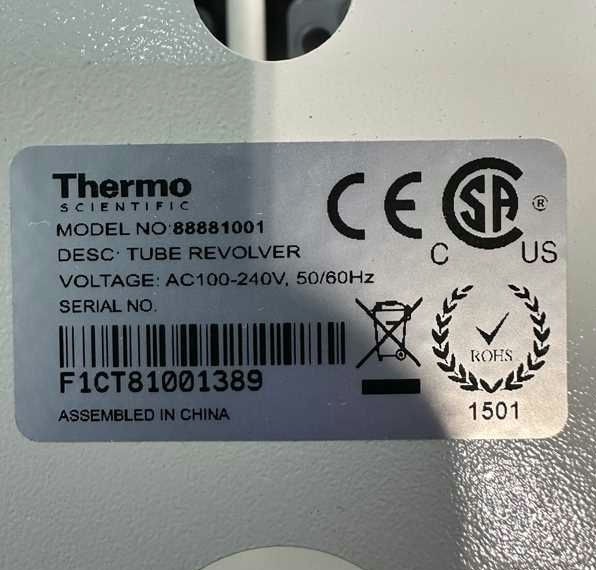 Thermo
SCIENTIFIC
MODEL NO 88881001
DESC: TUBE REVOLVER
VOLTAGE: AC100-240V, 50/60Hz
SERIAL NO.
F1CT81001389
ASSEMBLED IN CHINA
CE
SA ®
C US
ROHS
1501